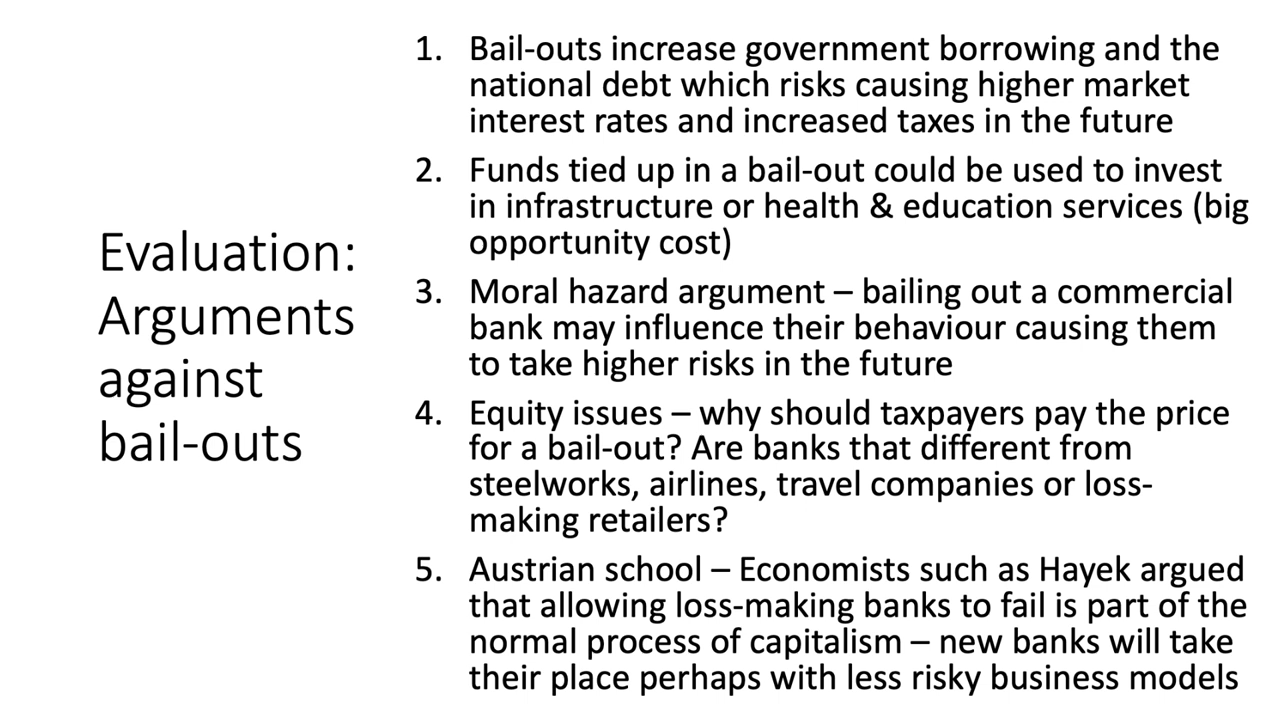 Evaluation:
Arguments
against
bail-outs
1. Bail-outs increase government borrowing and the
national debt which risks causing higher market
interest rates and increased taxes in the future
2. Funds tied up in a bail-out could be used to invest
in infrastructure or health & education services (big
opportunity cost)
3. Moral hazard argument – bailing out a commercial
bank may influence their behaviour causing them
to take higher risks in the future
4. Equity issues – why should taxpayers pay the price
for a bail-out? Are banks that different from
steelworks, airlines, travel companies or loss-
making retailers?
5. Austrian school – Economists such as Hayek argued
that allowing loss-making banks to fail is part of the
normal process of capitalism – new banks will take
their place perhaps with less risky business models